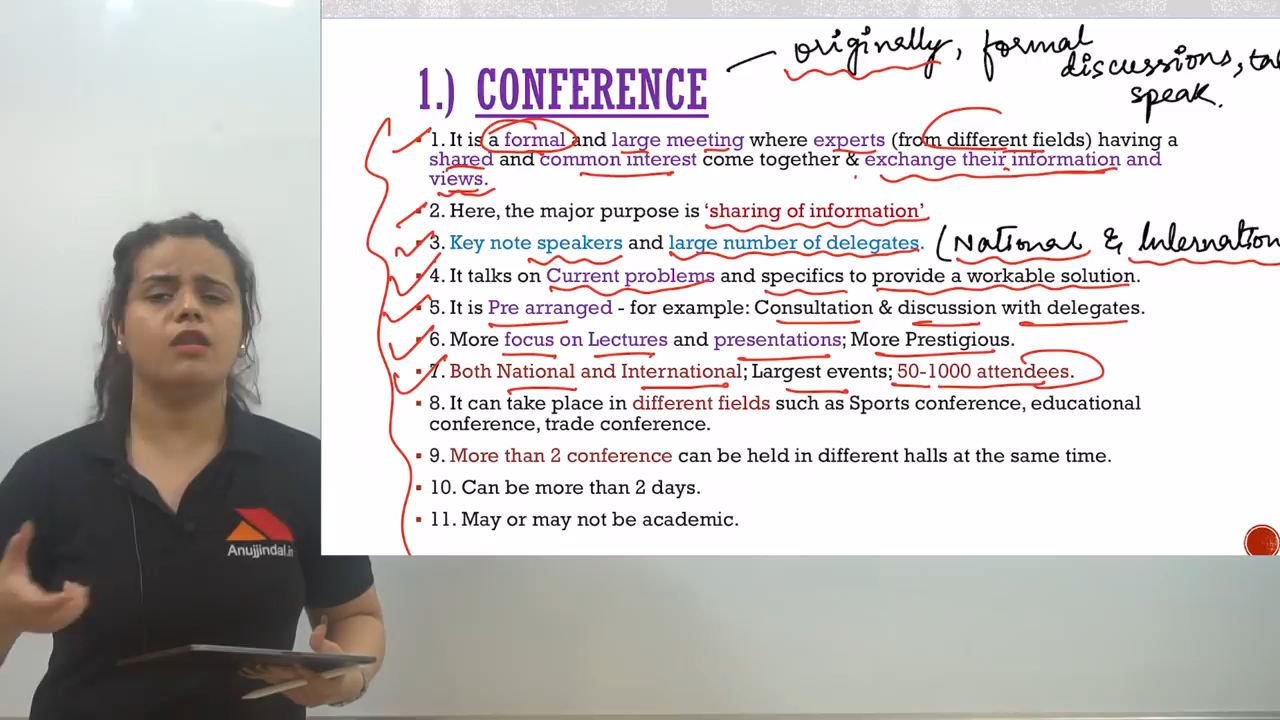 originally, formal
discussions,
speak.
1.) CONFERENCE
1. It is a formal and large meeting where experts (from different fields) having a
shared and common interest come together & exchange their information and
views.
2. Here, the major purpose is ‘sharing of information’
3. Key note speakers and large number of delegates. (National &
4. It talks on Current problems and specifics to provide a workable solution.
5. It is Pre arranged - for example: Consultation & discussion with delegates.
6. More focus on Lectures and presentations; More Prestigious.
7. Both National and International; Largest events; 50-1000 attendees.
8. It can take place in different fields such as Sports conference, educational
conference, trade conference.
9. More than 2 conference can be held in different halls at the same time.
10. Can be more than 2 days.
11. May or may not be academic.
Anujjindal.in